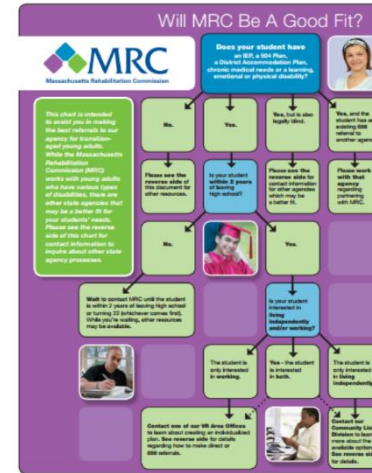 Will MRC Be A Good Fit?
MRC
Massachusetts Rehabilitation Commission
Does your student have
an IEP, a 504 Plan,
a District Accommodation Plan,
chronic medical needs or a learning,
emotional or physical disability?
This chart is intended
to assist you in making
the best referrals to our
agency for transition-
aged young adults.
While the Massachusetts
Rehabilitation
Commission (MRC)
works with young adults
who have various types
of disabilities, there are
other state agencies that
may be a better fit for
your students' needs.
Please see the reverse
side of this chart for
contact information to
inquire about other state
agency processes.
No.
Yes.
Yes, but is also
legally blind.
Yes, and the
student has an
existing 688
referral to
another agen
Please see the
reverse side of
this document for
other resources.
Is your student
within 2 years
of leaving
high school?
Please see the
reverse side for
contact information
for other agencies
which may be
a better fit.
Please work
with that
agency
regarding
partnering
with MRC.
No.
Yes.
Wait to contact MRC until the student
is within 2 years of leaving high school
or turning 22 (whichever comes first).
While you're waiting, other resources
may be available.
Is your student
interested in
living
independently
and/or working?
The student is
only interested
in working.
Yes - the student
is interested
in both.
The student is
only interested
in living
independently
Contact one of our VR Area Offices
to learn about creating an individualized
plan. See reverse side for details
regarding how to make direct or
688 referrals.
Contact our
Community Livi
Division to learn
more about the
available option
See reverse sid
for details.